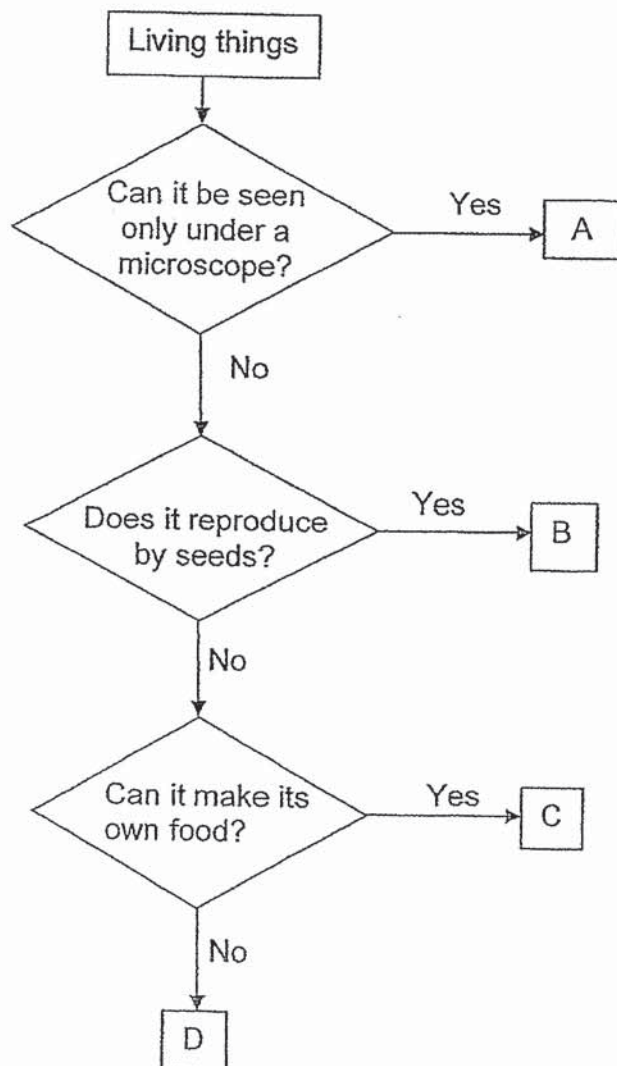 Living things
Can it be seen
only under a
microscope?
Yes
A
No
Does it reproduce
by seeds?
Yes
B
No
Can it make its
own food?
Yes
C
No
D